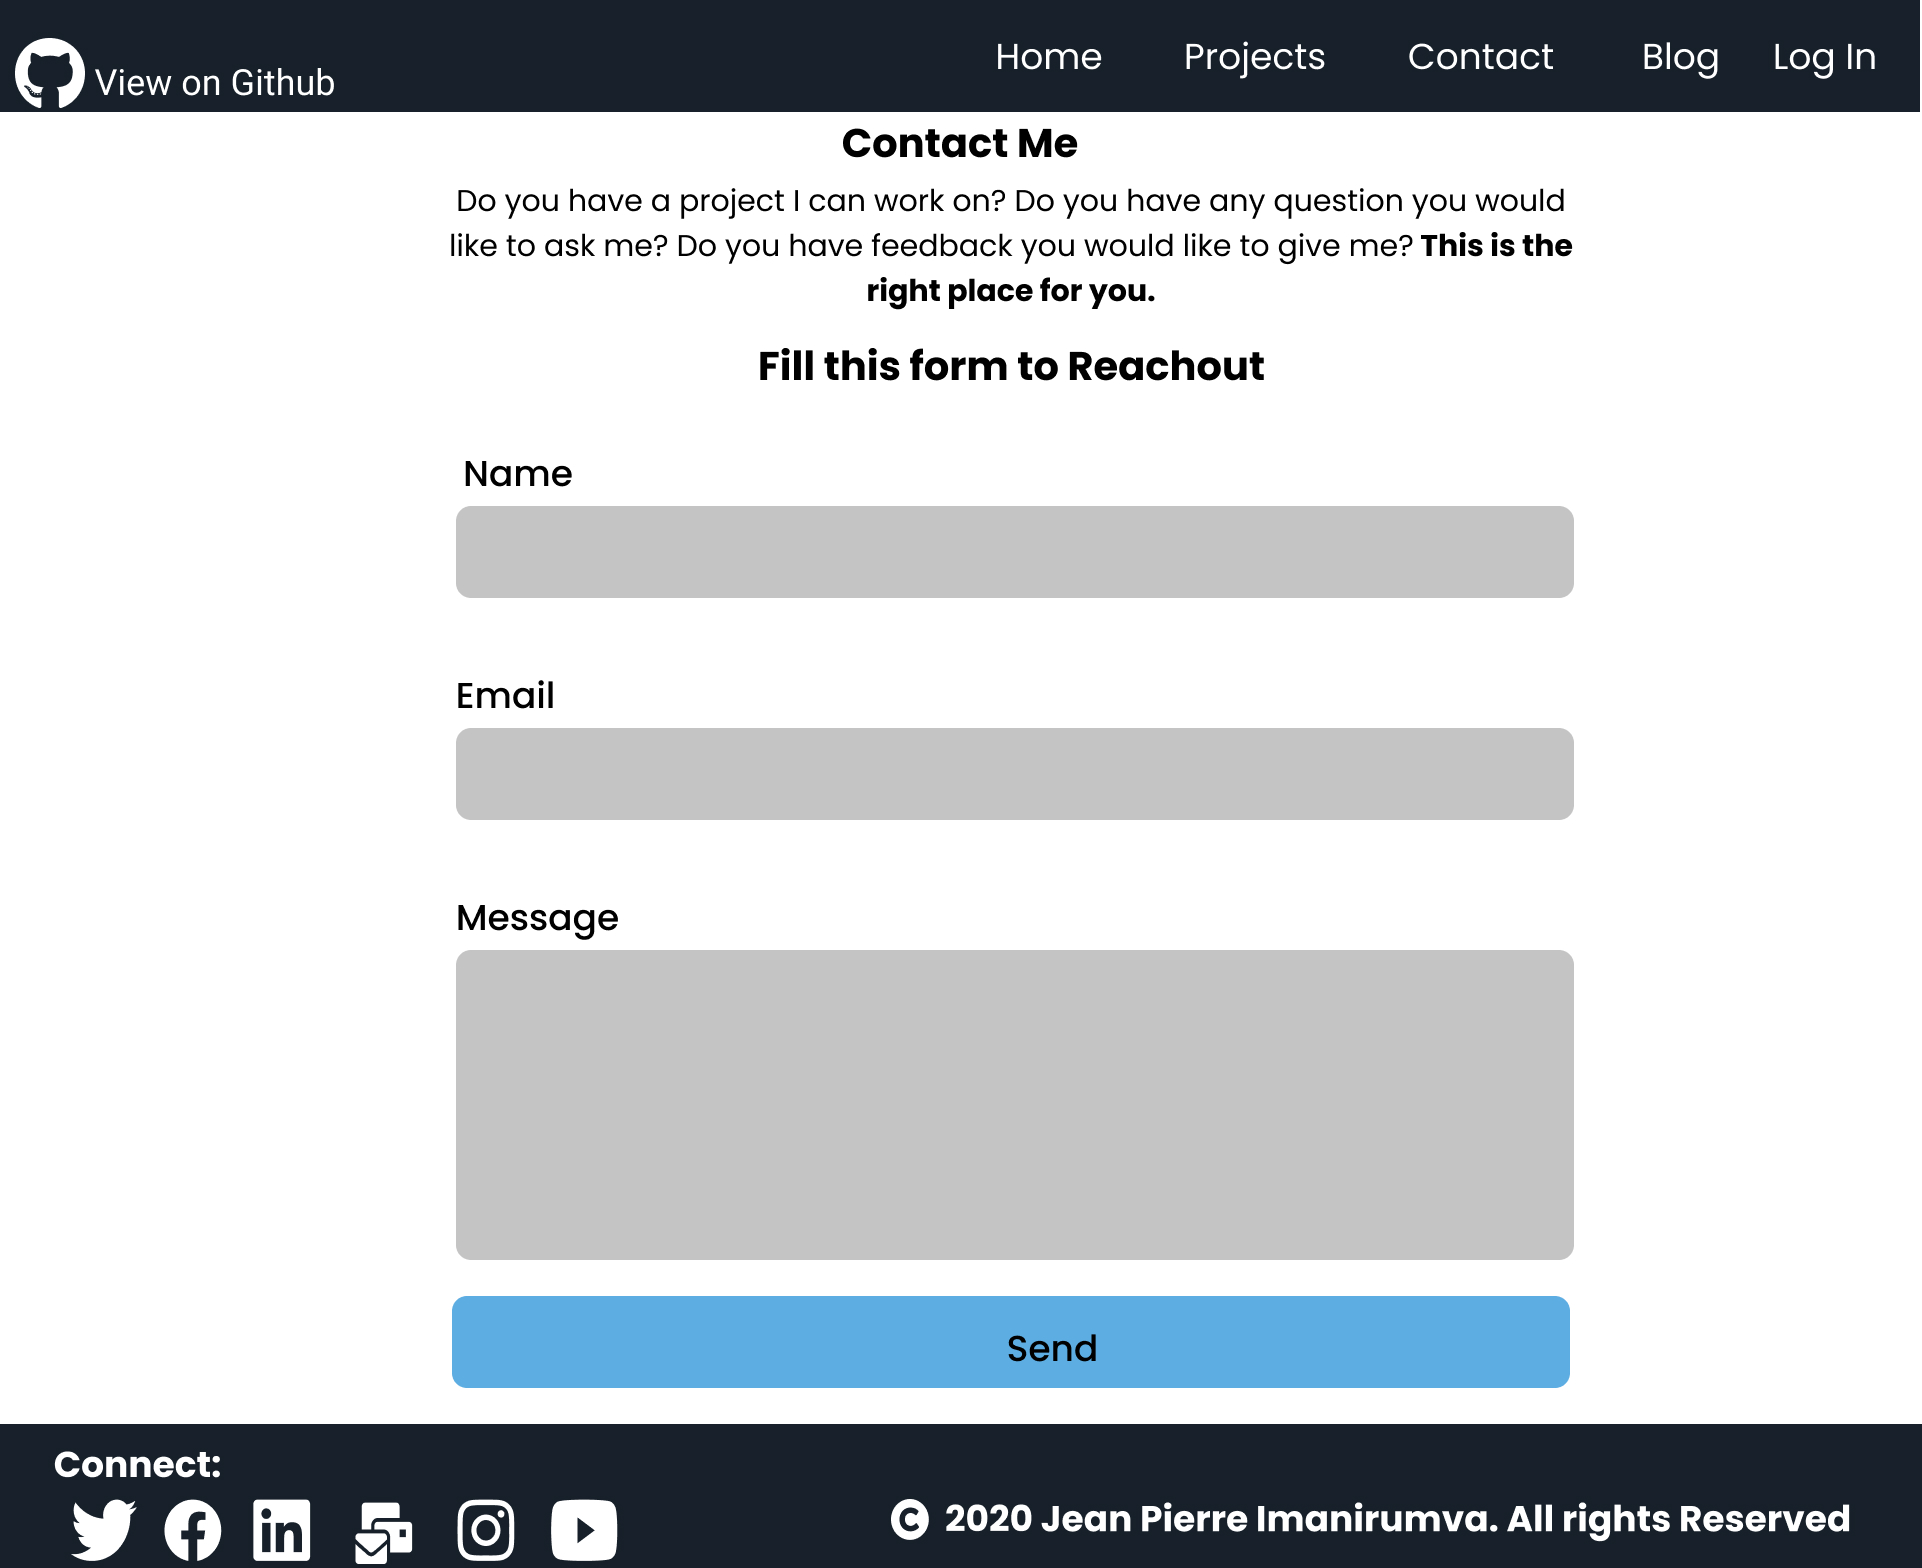 View on Github
Home Projects Contact Blog Log In
Contact Me
Do you have a project I can work on? Do you have any question you would
like to ask me? Do you have feedback you would like to give me? This is the
right place for you.
Fill this form to Reachout
Name
Email
Message
Send
Connect:
© 2020 Jean Pierre Imanirumva. All rights Reserved